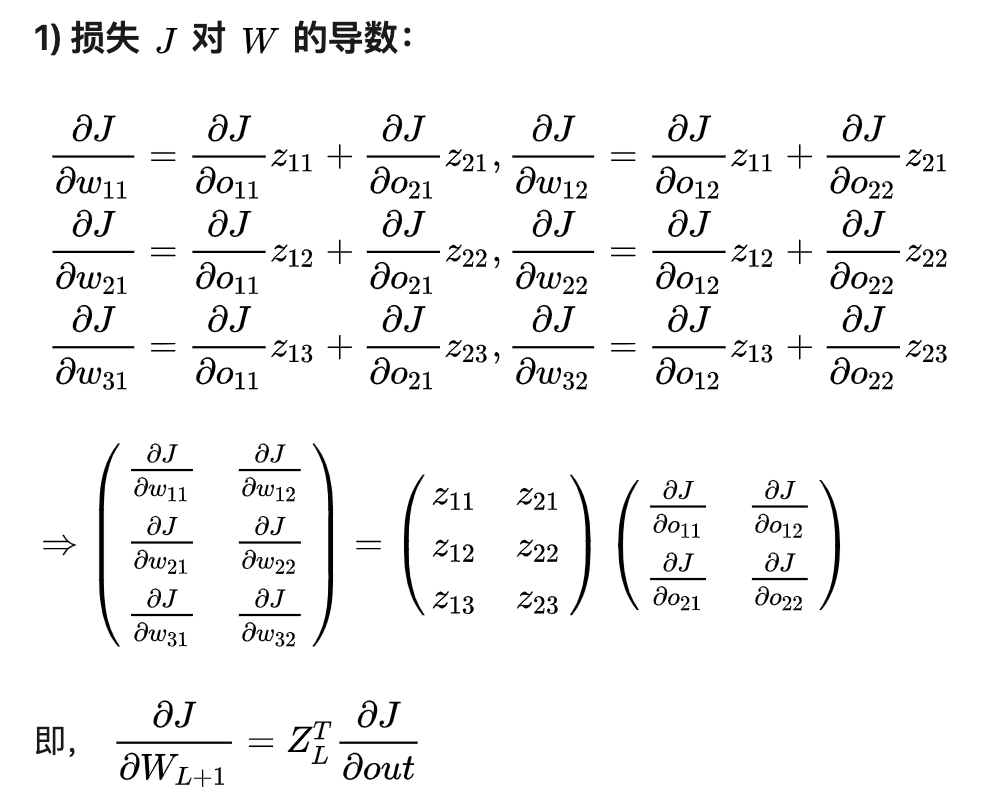 1) 损失 $J$ 对 $W$ 的导数：
$\frac{\partial J}{\partial w_{11}} = \frac{\partial J}{\partial o_{11}} z_{11} + \frac{\partial J}{\partial o_{21}} z_{21}, \frac{\partial J}{\partial w_{12}} = \frac{\partial J}{\partial o_{12}} z_{11} + \frac{\partial J}{\partial o_{22}} z_{21}$
$\frac{\partial J}{\partial w_{21}} = \frac{\partial J}{\partial o_{11}} z_{12} + \frac{\partial J}{\partial o_{21}} z_{22}, \frac{\partial J}{\partial w_{22}} = \frac{\partial J}{\partial o_{12}} z_{12} + \frac{\partial J}{\partial o_{22}} z_{22}$
$\frac{\partial J}{\partial w_{31}} = \frac{\partial J}{\partial o_{11}} z_{13} + \frac{\partial J}{\partial o_{21}} z_{23}, \frac{\partial J}{\partial w_{32}} = \frac{\partial J}{\partial o_{12}} z_{13} + \frac{\partial J}{\partial o_{22}} z_{23}$
$\Rightarrow \begin{pmatrix} \frac{\partial J}{\partial w_{11}} & \frac{\partial J}{\partial w_{12}} \\ \frac{\partial J}{\partial w_{21}} & \frac{\partial J}{\partial w_{22}} \\ \frac{\partial J}{\partial w_{31}} & \frac{\partial J}{\partial w_{32}} \end{pmatrix} = \begin{pmatrix} z_{11} & z_{21} \\ z_{12} & z_{22} \\ z_{13} & z_{23} \end{pmatrix} \begin{pmatrix} \frac{\partial J}{\partial o_{11}} & \frac{\partial J}{\partial o_{12}} \\ \frac{\partial J}{\partial o_{21}} & \frac{\partial J}{\partial o_{22}} \end{pmatrix}$
即， $\frac{\partial J}{\partial W_{L+1}} = Z_L^T \frac{\partial J}{\partial out}$